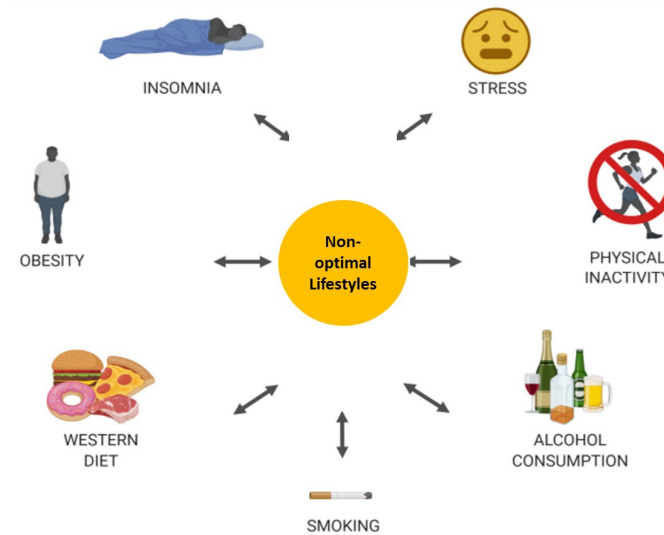 INSOMNIA
STRESS
OBESITY
Non-
optimal
Lifestyles
PHYSICAL
INACTIVITY
WESTERN
DIET
ALCOHOL
CONSUMPTION
SMOKING